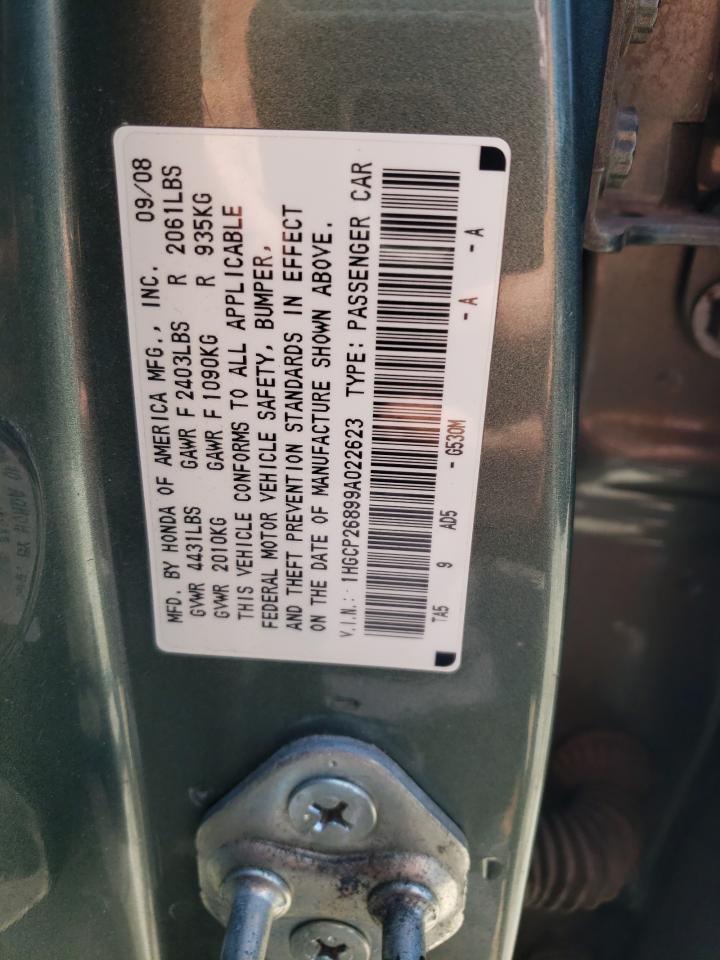 MFD. BY HONDA OF AMERICA MFG., INC. 09/08
GVWR 4431LBS GAWR F 2403LBS R 2061LBS
GVWR 2010KG GAWR F 1090KG R 935KG
THIS VEHICLE CONFORMS TO ALL APPLICABLE
FEDERAL MOTOR VEHICLE SAFETY, BUMPER,
AND THEFT PREVENTION STANDARDS IN EFFECT
ON THE DATE OF MANUFACTURE SHOWN ABOVE.
V.I.N.: 1HGCP26899A022623 TYPE: PASSENGER CAR
TA5 9 AD5 - G530M - A - A